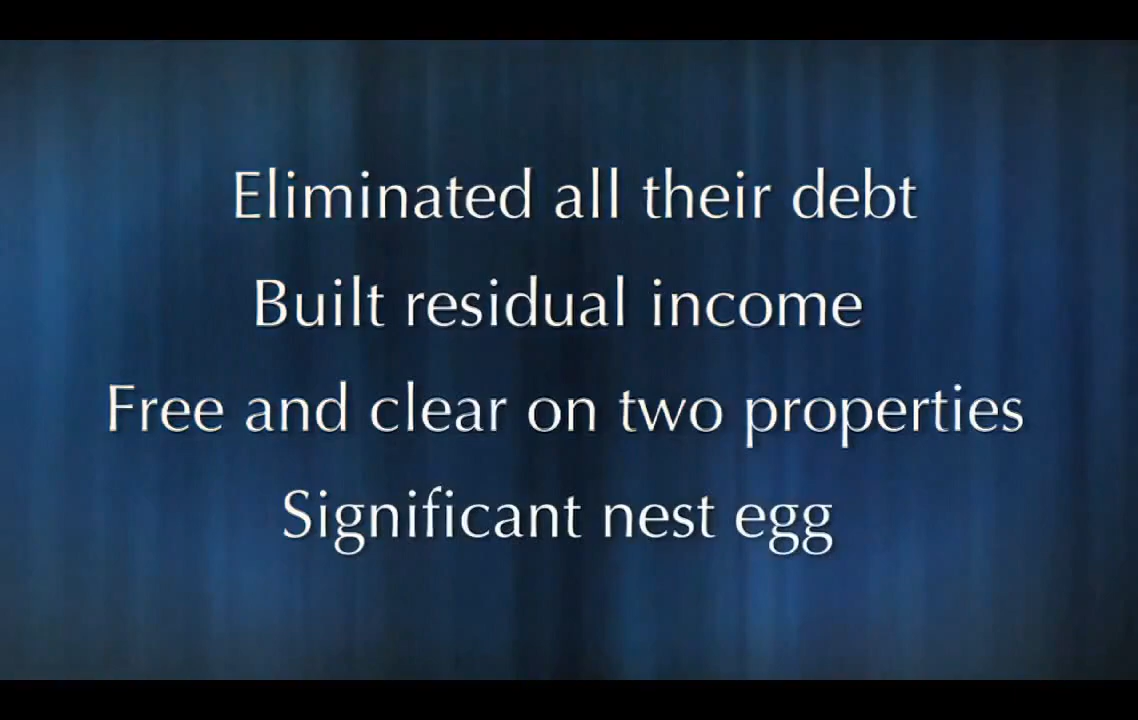 Eliminated all their debt
Built residual income
Free and clear on two properties
Significant nest egg